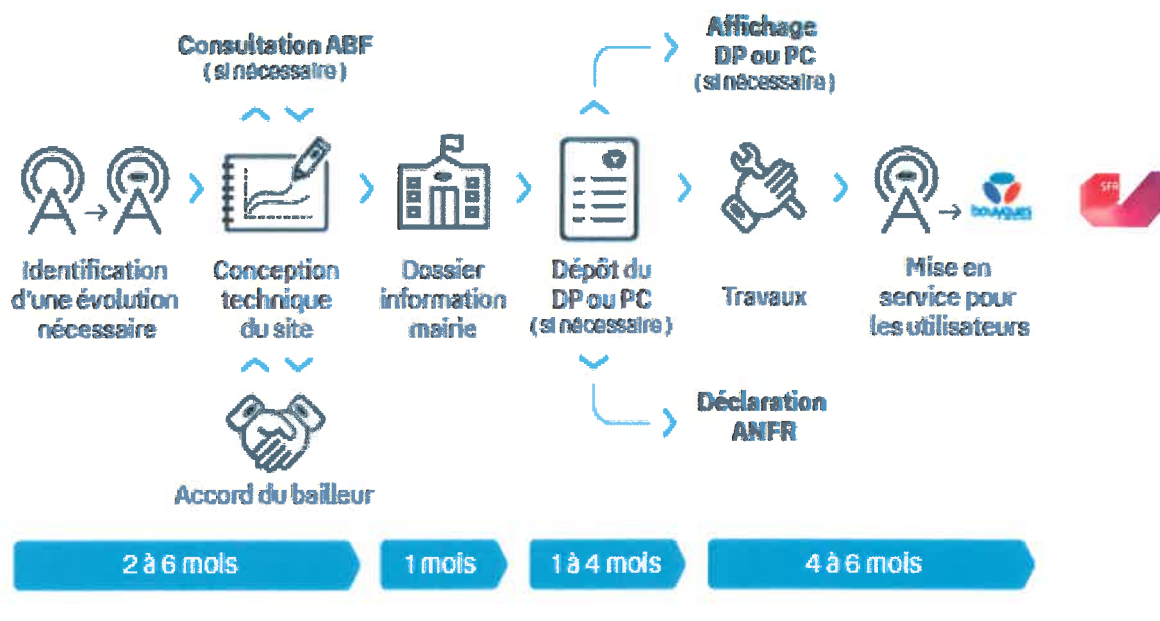 Consultation ABF
(si nécessaire)
Affichage
DP ou PC
(si nécessaire)
Identification
d'une évolution
nécessaire
Conception
technique
du site
Dossier
information
mairie
Dépôt du
DP ou PC
(si nécessaire)
Travaux
Mise en
service pour
les utilisateurs
bouygues
SFR
Accord du bailleur
Déclaration
ANFR
2 à 6 mois
1 mois
1 à 4 mois
4 à 6 mois